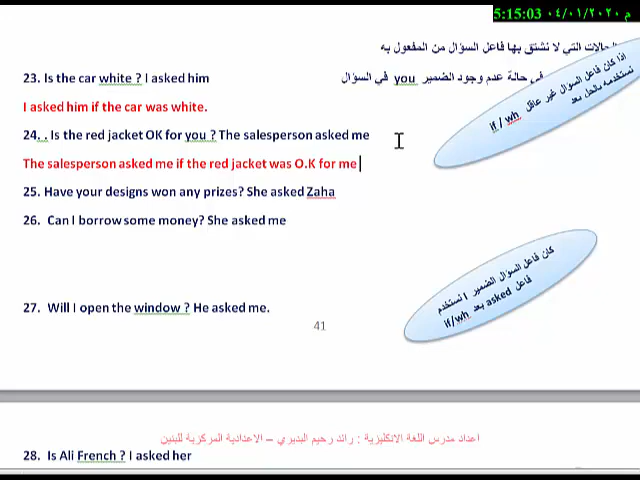 5:15:03 ٠٤/٠١/٢٠٢٠ م
الحالات التي لا نشتق بها فاعل السؤال من المفعول به
23. Is the car white ? I asked him
في حالة عدم وجود الضمير you في السؤال
اذا كان فاعل السؤال غير عاقل
نستخدمه بالحل بعد
if / wh
I asked him if the car was white.
24. . Is the red jacket OK for you ? The salesperson asked me
The salesperson asked me if the red jacket was O.K for me
25. Have your designs won any prizes? She asked Zaha
26. Can I borrow some money? She asked me
كان فاعل السؤال الضمير I نستخدم
فاعل asked بعد
if/wh
27. Will I open the window ? He asked me.
41
اعداد مدرس اللغة الانكليزية : رائد رحيم البديري – الاعدادية المركزية للبنين
28. Is Ali French ? I asked her